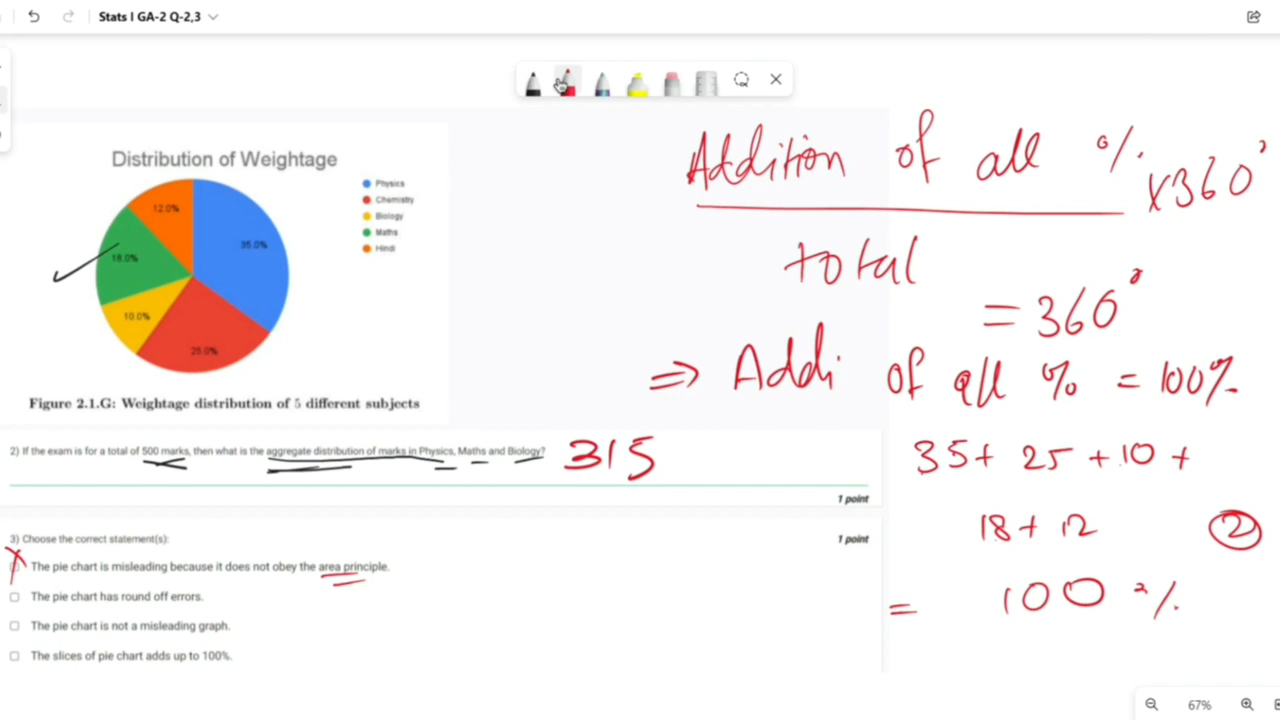 Stats I GA-2 Q-2,3
Distribution of Weightage
Physics
Chemistry
Biology
Maths
Hindi
12.0%
35.0%
18.0%
10.0%
25.0%
Figure 2.1.G: Weightage distribution of 5 different subjects
2) If the exam is for a total of 500 marks, then what is the aggregate distribution of marks in Physics, Maths and Biology? 315
1 point
3) Choose the correct statement(s):
1 point
The pie chart is misleading because it does not obey the area principle.
The pie chart has round off errors.
The pie chart is not a misleading graph.
The slices of pie chart adds up to 100%.
Addition of all % x360°
total
= 360°
⇒ Addi of all % = 100%
35+ 25 + 10 +
18 + 12
2
= 100 %
67%